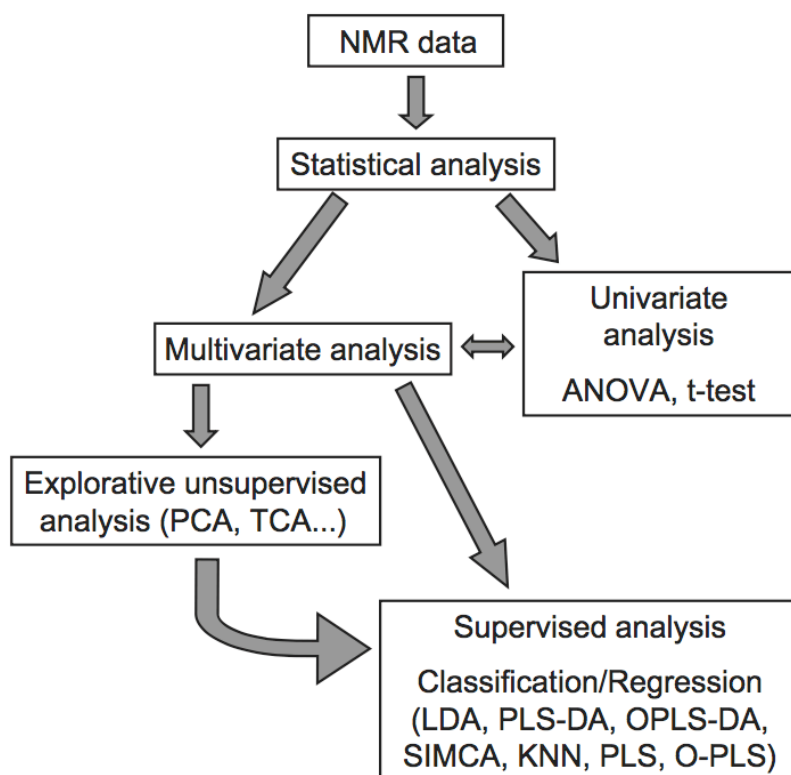 NMR data
Statistical analysis
Univariate
analysis
ANOVA, t-test
Multivariate analysis
Explorative unsupervised
analysis (PCA, TCA...)
Supervised analysis
Classification/Regression
(LDA, PLS-DA, OPLS-DA,
SIMCA, KNN, PLS, O-PLS)